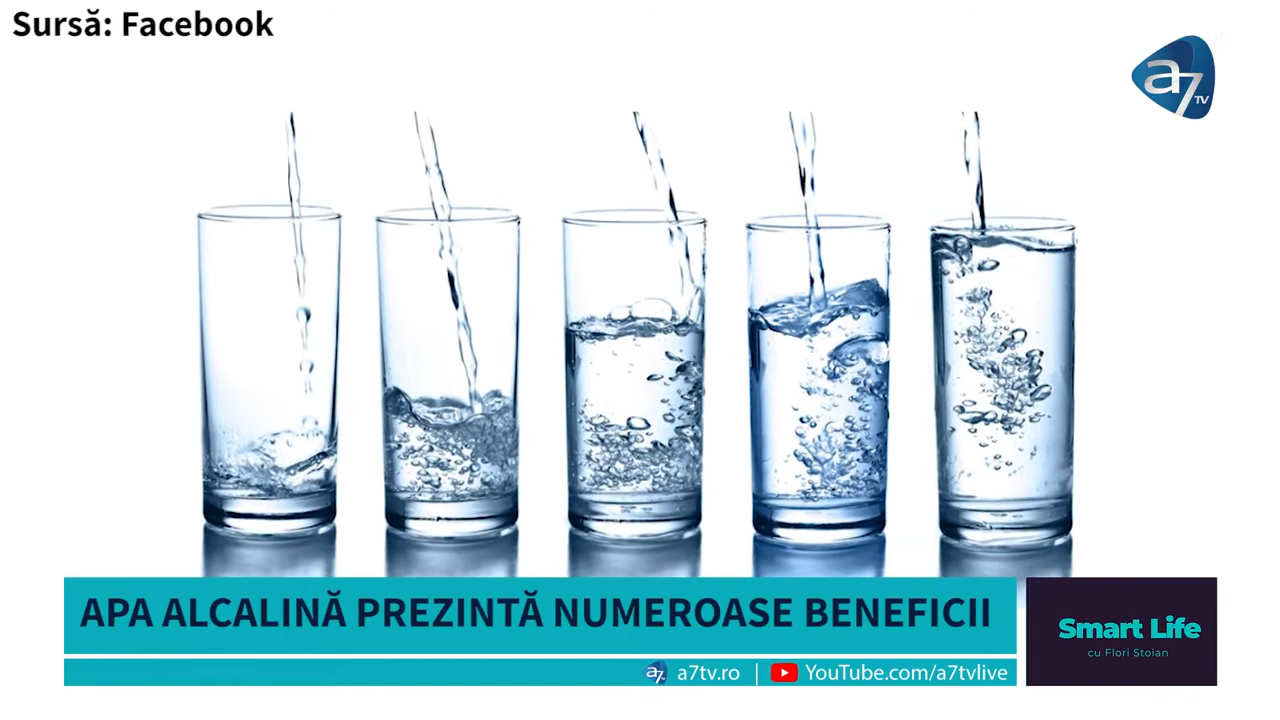 Sursă: Facebook
a7 TV
APA ALCALINĂ PREZINTĂ NUMEROASE BENEFICII
Smart Life
cu Flori Stoian
a7 a7tv.ro | YouTube.com/a7tvlive